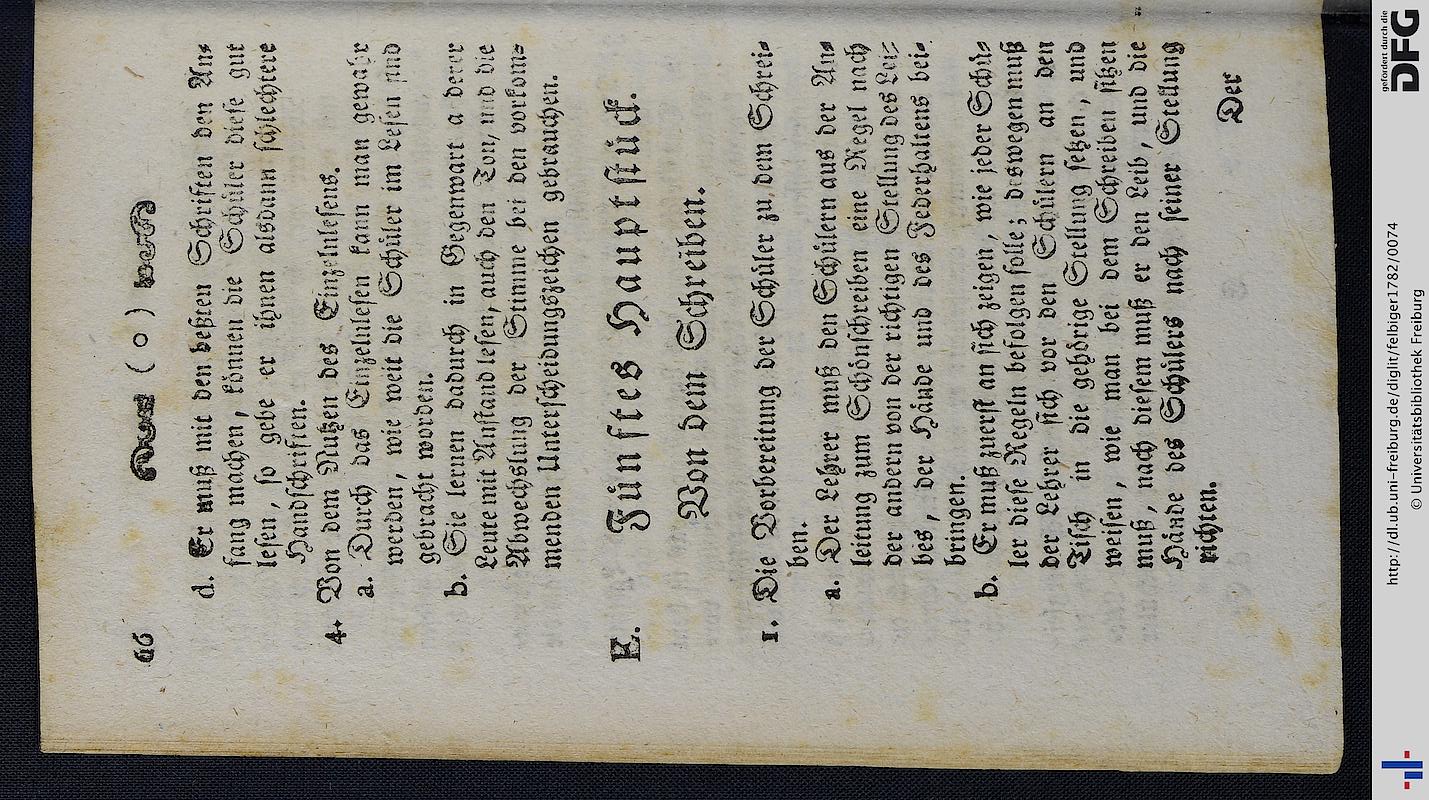 66 ( o )
d. Er muß mit den beßten Schriften den An⸗
fang machen, können die Schüler diese gut
lesen, so gebe er ihnen alsdann schlechtere
Handschriften.
4. Von dem Nutzen des Einzelnlesens.
a. Durch das Einzelnlesen kann man gewahr
werden, wie weit die Schüler im Lesen sind
gebracht worden.
b. Sie lernen dadurch in Gegenwart a derer
Leute mit Anstand lesen, auch den Ton, und die
Abwechslung der Stimme bei den vorkom⸗
menden Unterscheidungszeichen gebrauchen.
E. Fünftes Hauptstück.
Von dem Schreiben.
1. Die Vorbereitung der Schüler zu dem Schrei⸗
ben.
a. Der Lehrer muß den Schülern aus der An⸗
leitung zum Schönschreiben eine Regel nach
der andern von der richtigen Stellung des Lei⸗
bes, der Hände und des Federhaltens bei⸗
bringen.
b. Er muß zuerst an sich zeigen, wie jeder Schü⸗
ler diese Regeln befolgen solle; deswegen muß
der Lehrer sich vor den Schülern an den
Tisch in die gehörige Stellung setzen, und
weisen, wie man bei dem Schreiben sitzen
muß, nach diesem muß er den Leib, und die
Hände des Schülers nach seiner Stellung
richten.
Der
http://dl.ub.uni-freiburg.de/diglit/felbiger1782/0074
© Universitätsbibliothek Freiburg
gefördert durch die
DFG